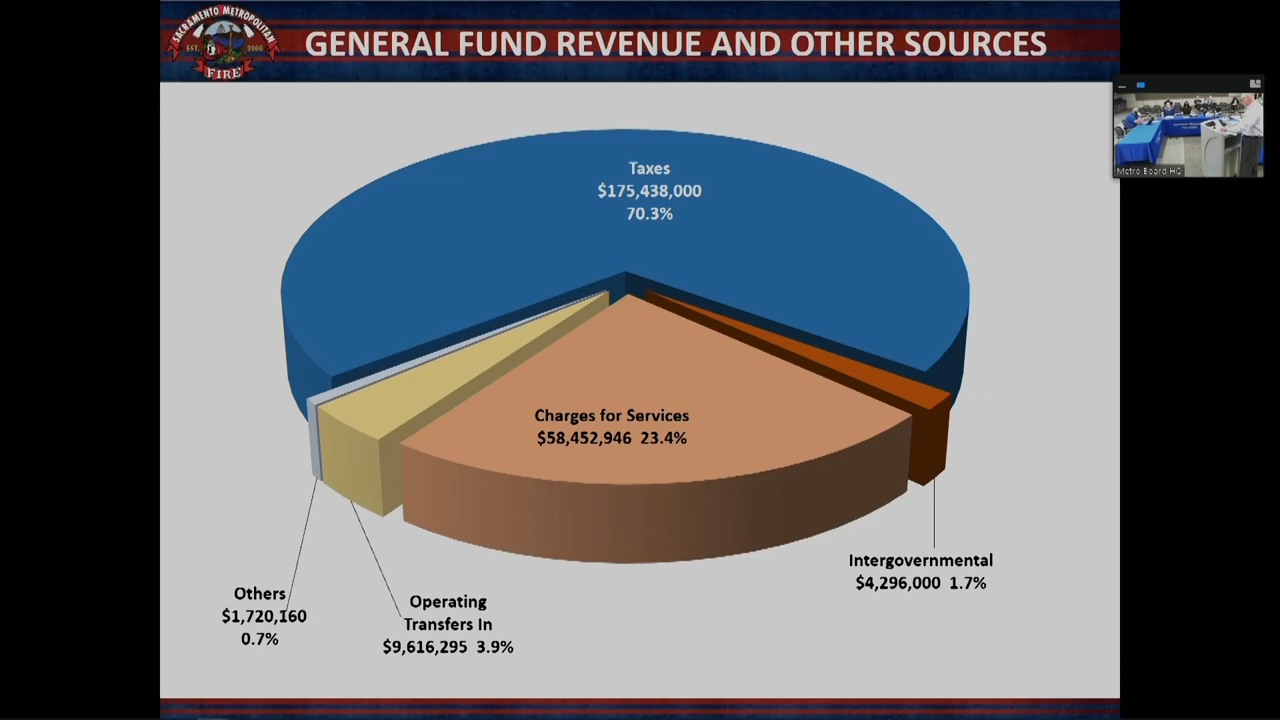 SACRAMENTO METROPOLITAN
EST. 2000
FIRE
GENERAL FUND REVENUE AND OTHER SOURCES
Taxes
$175,438,000
70.3%
Charges for Services
$58,452,946 23.4%
Intergovernmental
$4,296,000 1.7%
Others
$1,720,160
0.7%
Operating
Transfers In
$9,616,295 3.9%
Metro Board HQ